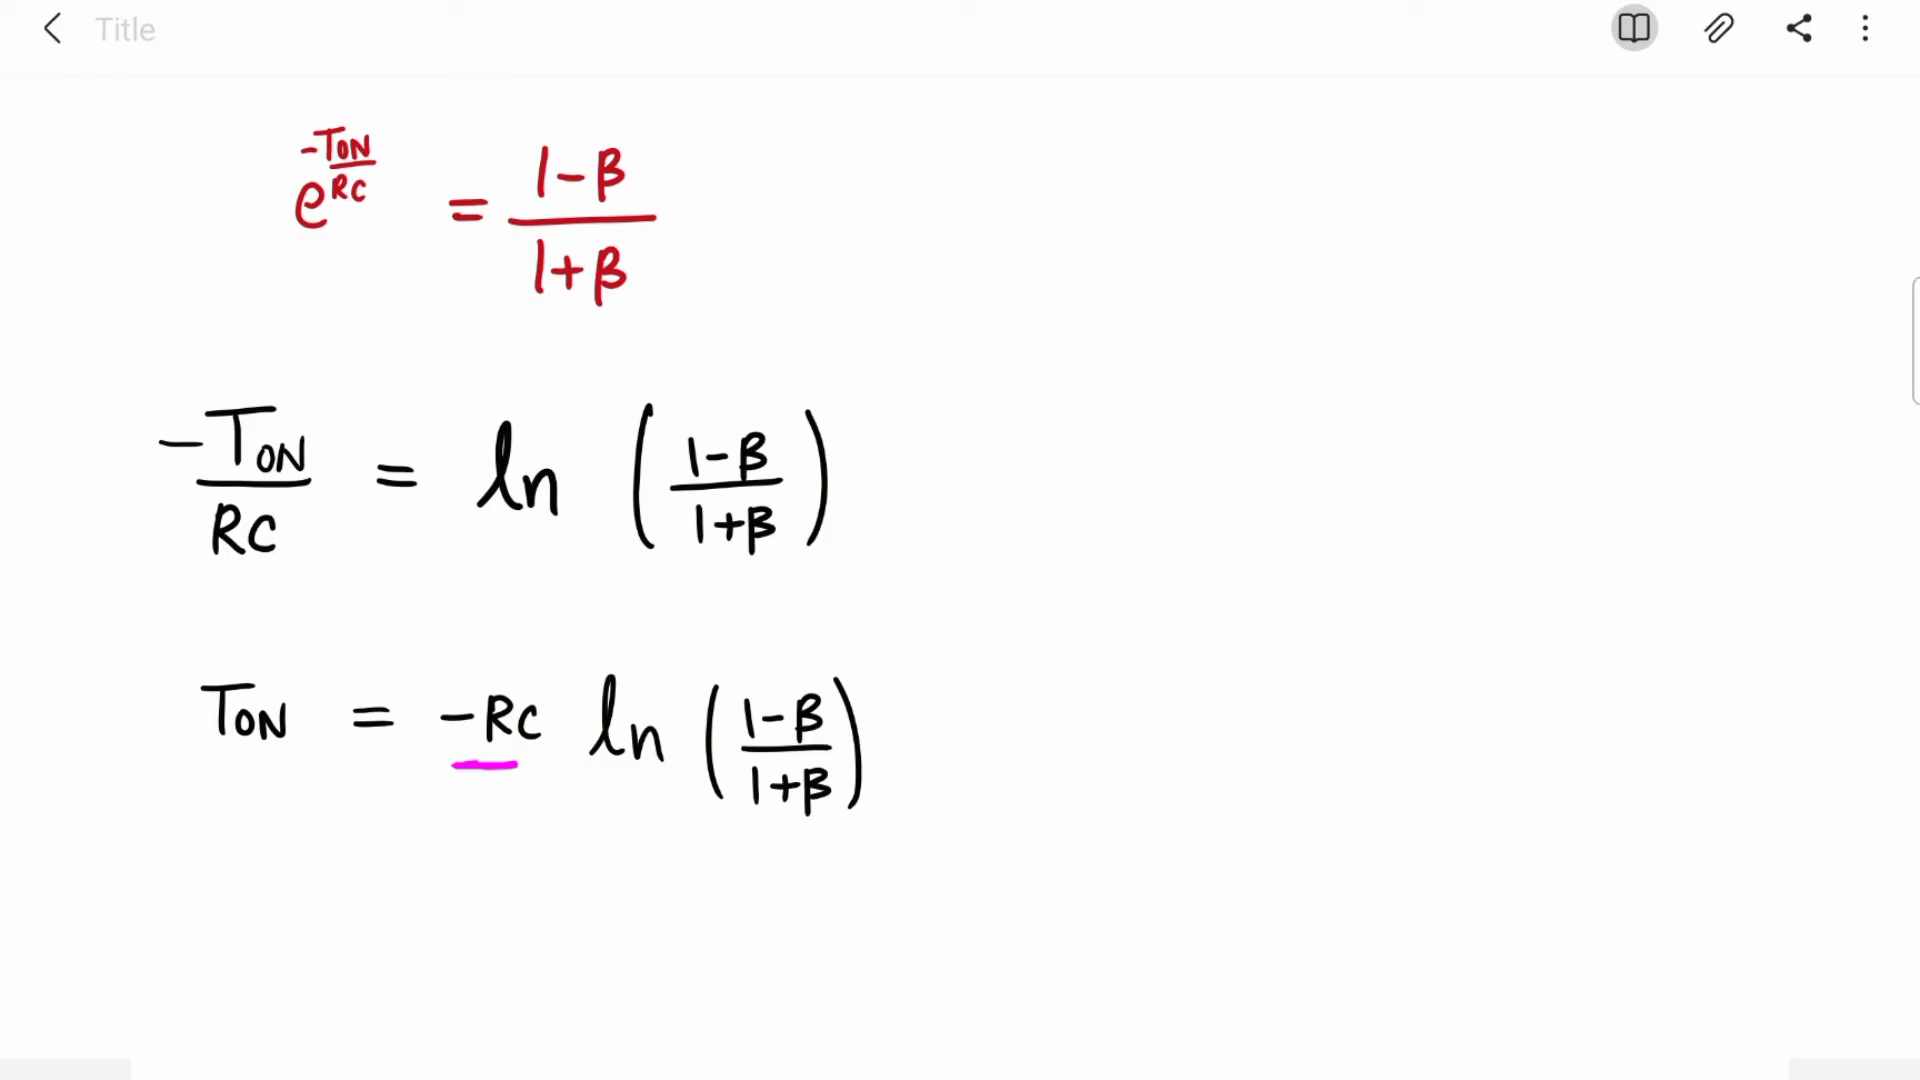 Title
e^(-TON/RC) = (1-β)/(1+β)
-TON/RC = ln ((1-β)/(1+β))
TON = -RC ln ((1-β)/(1+β))